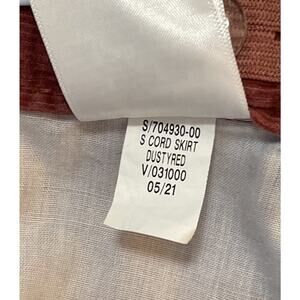 S/704930-00
S CORD SKIRT
DUSTYRED
V/031000
05/21